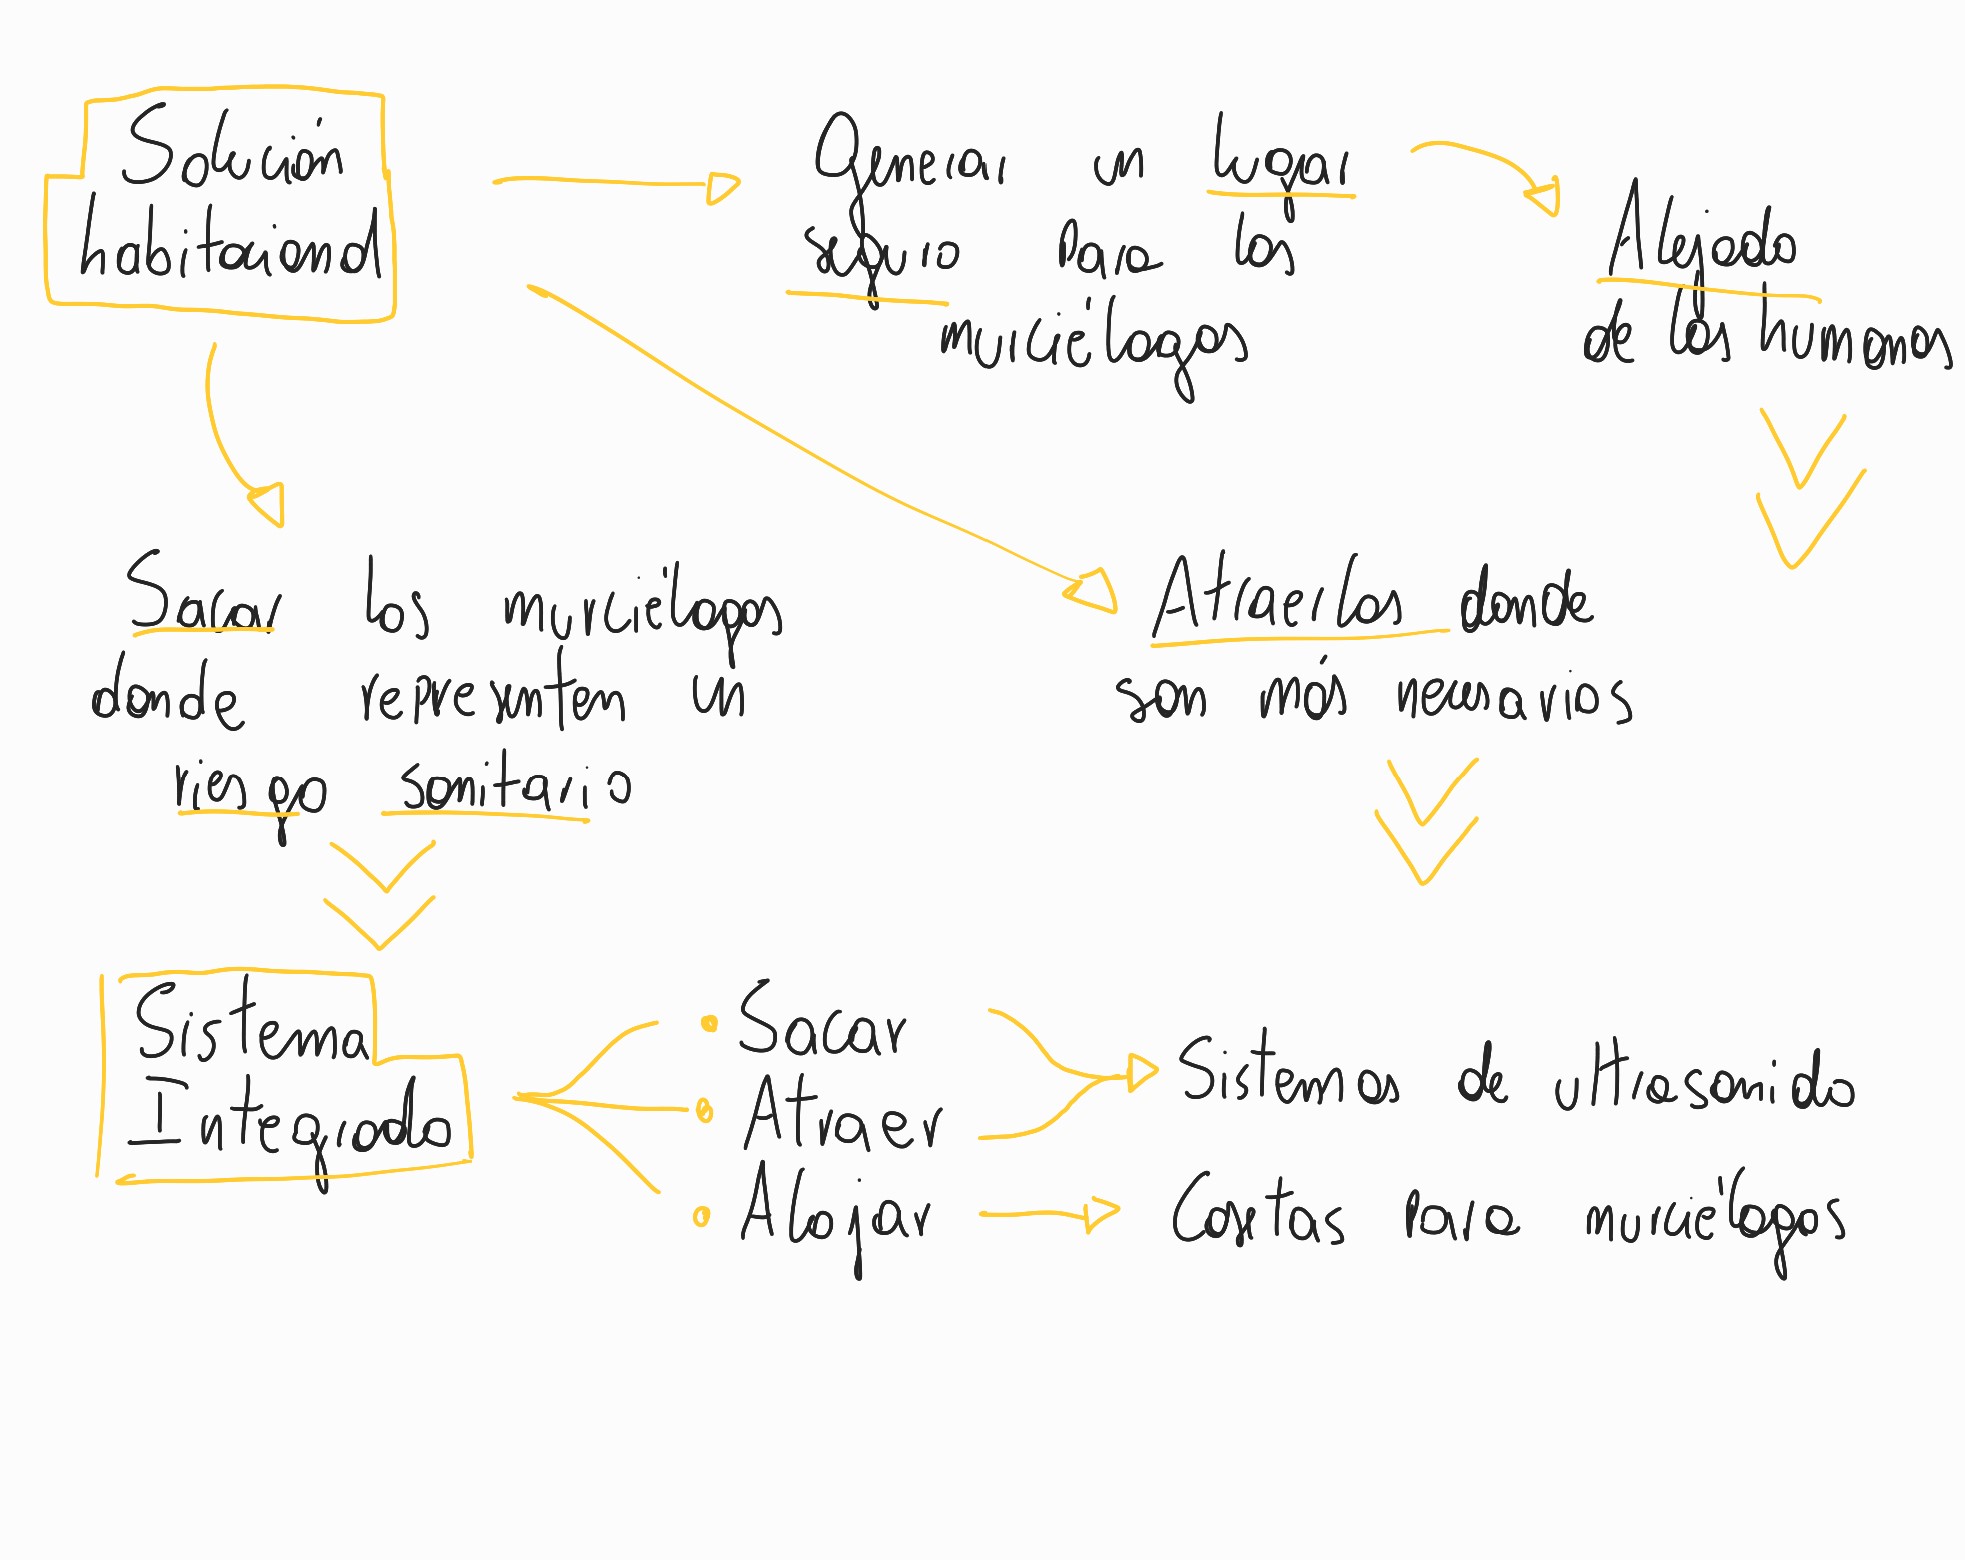 Solución
habitacional
Generar un lugar
seguro para los
murciélagos
Alejado
de los humanos
Sacar los murciélagos
donde representen un
riesgo sanitario
Atraerlos donde
son más necesarios
Sistema
Integrado
Sacar
Atraer
Alojar
Sistemas de ultrasonido
Casetas para murciélagos